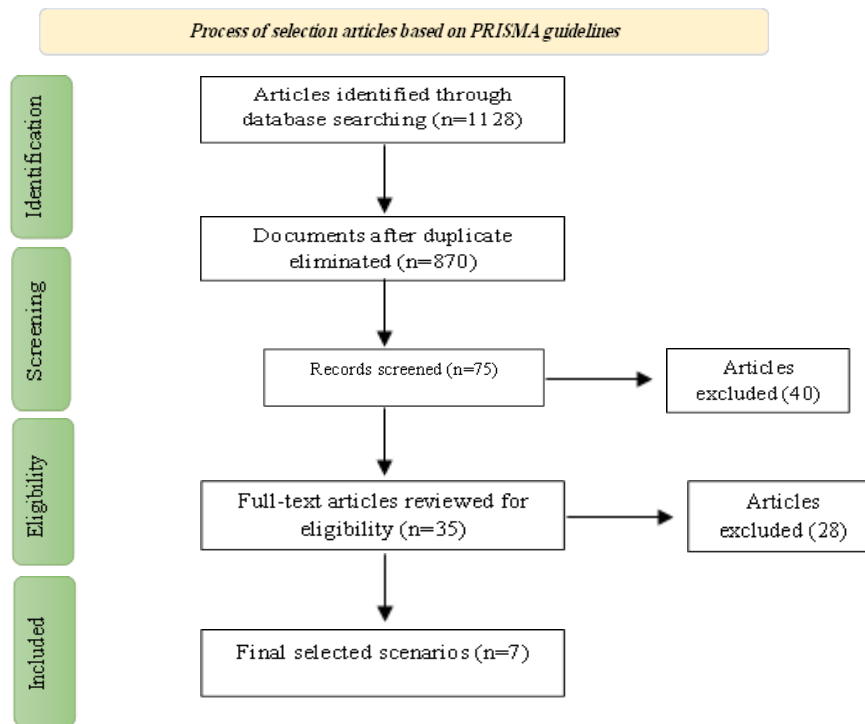 Process of selection articles based on PRISMA guidelines
Identification
Articles identified through
database searching (n=1128)
Documents after duplicate
eliminated (n=870)
Screening
Records screened (n=75)
Articles
excluded (40)
Eligibility
Full-text articles reviewed for
eligibility (n=35)
Articles
excluded (28)
Included
Final selected scenarios (n=7)